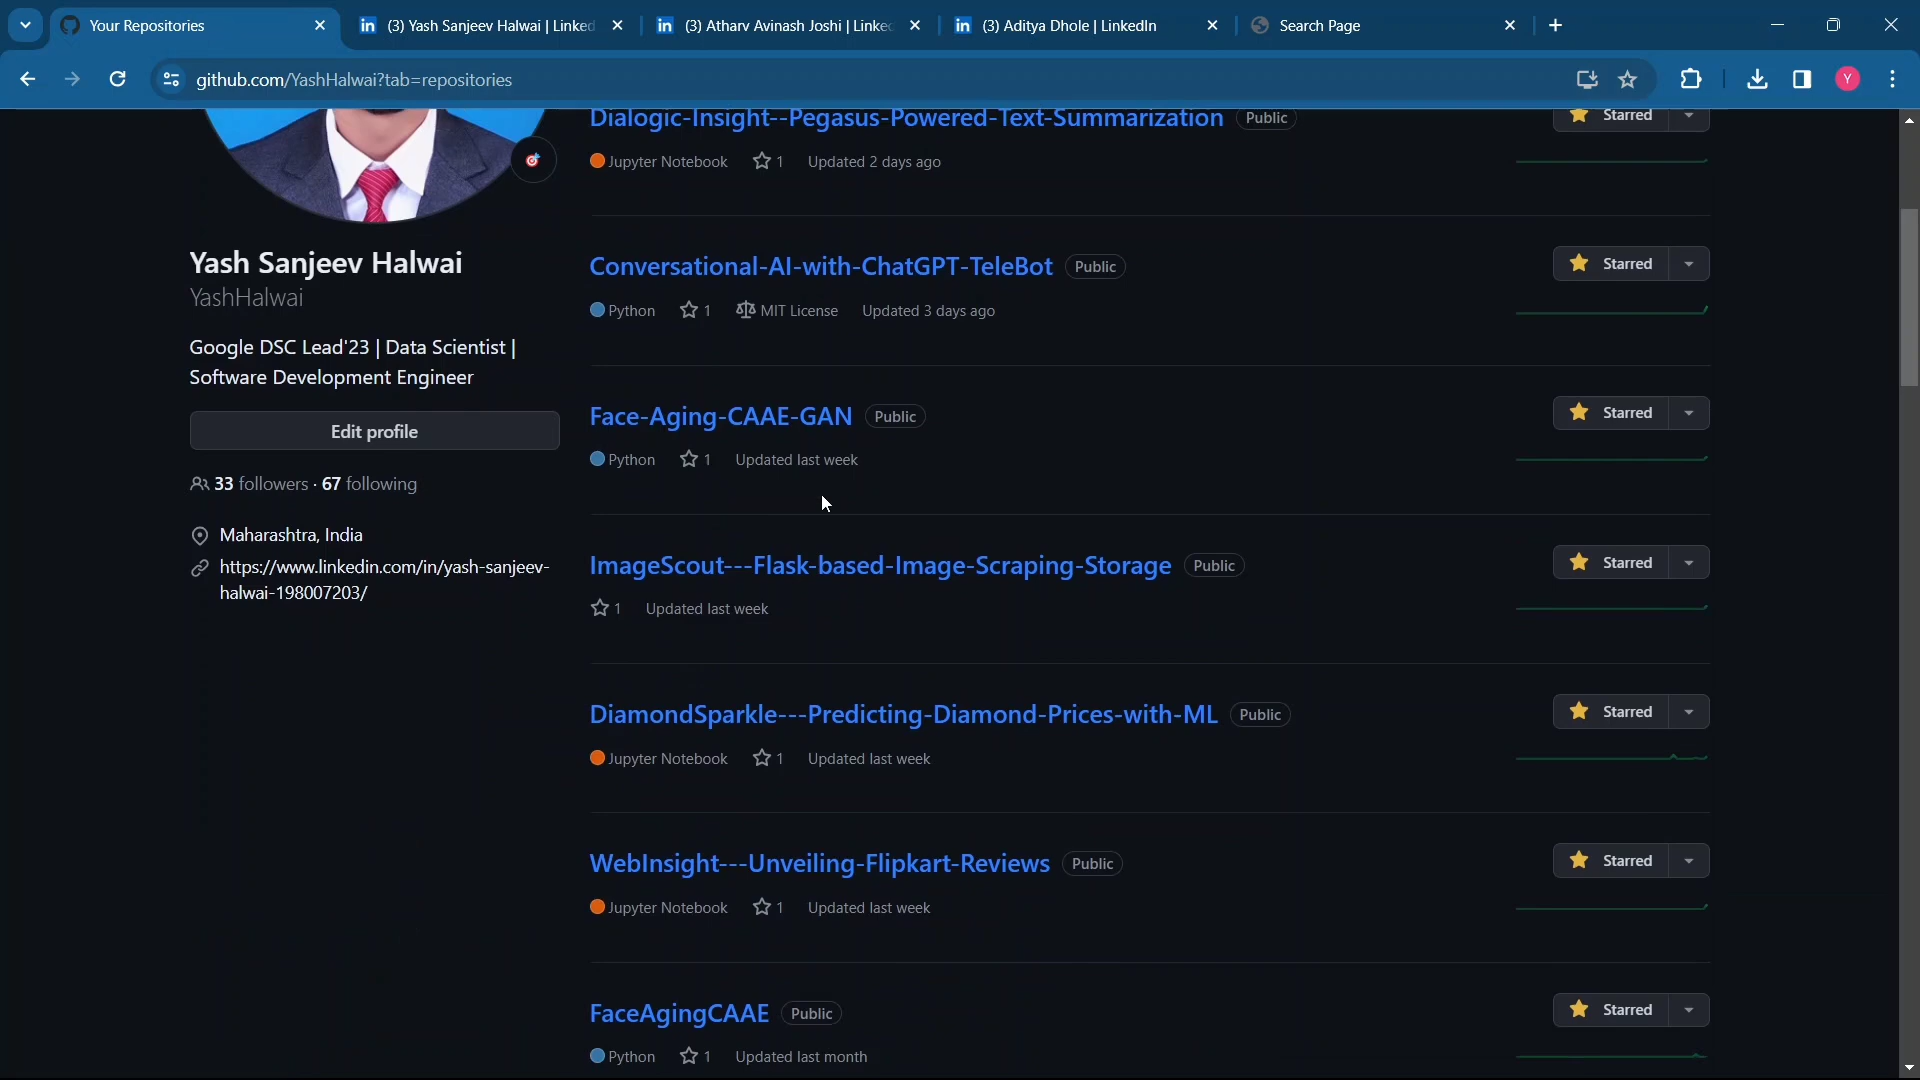 Your Repositories
(3) Yash Sanjeev Halwai | Linked
(3) Atharv Avinash Joshi | Linke
(3) Aditya Dhole | LinkedIn
Search Page
github.com/YashHalwai?tab=repositories
Y
Dialogic-Insight--Pegasus-Powered-Text-Summarization Public
Starred
Jupyter Notebook 1 Updated 2 days ago
Yash Sanjeev Halwai
YashHalwai
Google DSC Lead'23 | Data Scientist |
Software Development Engineer
Edit profile
33 followers · 67 following
Maharashtra, India
https://www.linkedin.com/in/yash-sanjeev-
halwai-198007203/
Conversational-AI-with-ChatGPT-TeleBot Public
Starred
Python 1 MIT License Updated 3 days ago
Face-Aging-CAAE-GAN Public
Starred
Python 1 Updated last week
ImageScout---Flask-based-Image-Scraping-Storage Public
Starred
1 Updated last week
DiamondSparkle---Predicting-Diamond-Prices-with-ML Public
Starred
Jupyter Notebook 1 Updated last week
WebInsight---Unveiling-Flipkart-Reviews Public
Starred
Jupyter Notebook 1 Updated last week
FaceAgingCAAE Public
Starred
Python 1 Updated last month